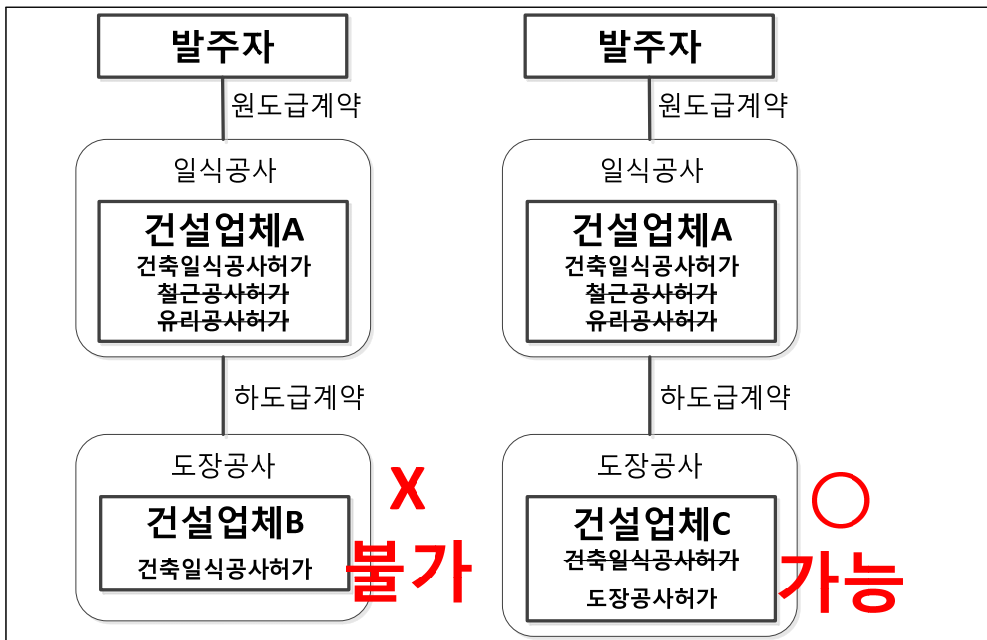 발주자
원도급계약
일식공사
건설업체A
건축일식공사허가
철근공사허가
유리공사허가
하도급계약
도장공사
건설업체B
건축일식공사허가
X
불가
발주자
원도급계약
일식공사
건설업체A
건축일식공사허가
철근공사허가
유리공사허가
하도급계약
도장공사
건설업체C
건축일식공사허가
도장공사허가
○
가능